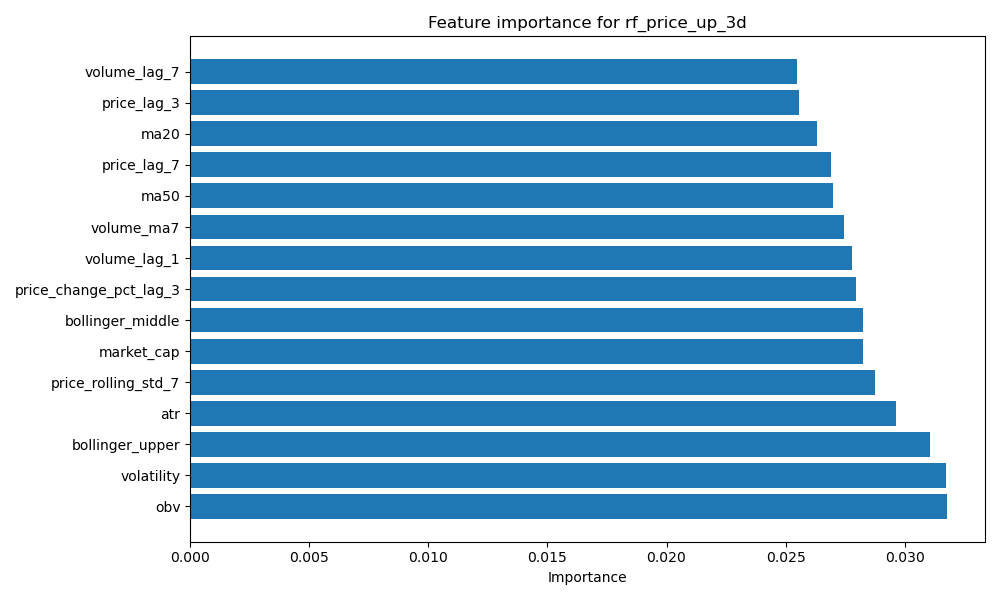 Feature importance for rf_price_up_3d
volume_lag_7
price_lag_3
ma20
price_lag_7
ma50
volume_ma7
volume_lag_1
price_change_pct_lag_3
bollinger_middle
market_cap
price_rolling_std_7
atr
bollinger_upper
volatility
obv
0.000 0.005 0.010 0.015 0.020 0.025 0.030
Importance